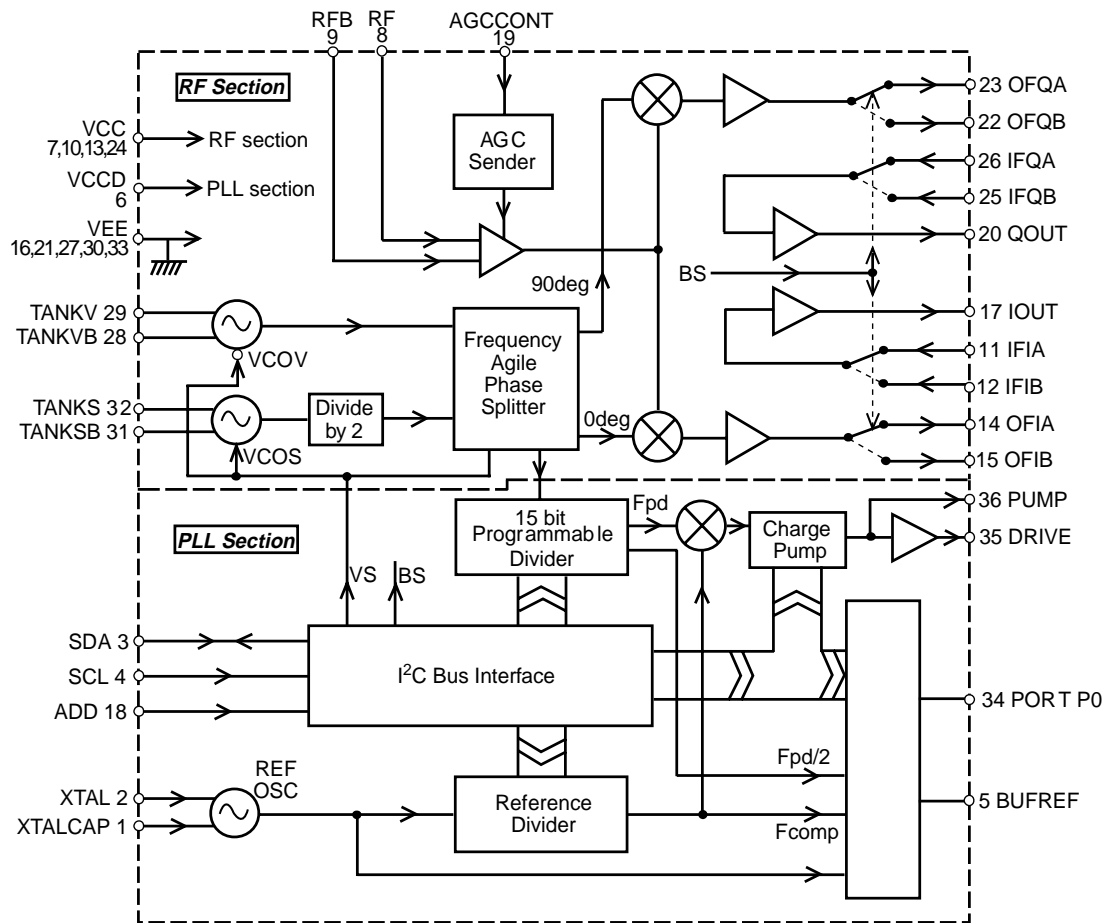 RFB
9
RF
8
AGCCONT
19
RF Section
VCC
7,10,13,24
RF section
VCCD
6
PLL section
VEE
16,21,27,30,33
AGC
Sender
23 OFQA
22 OFQB
26 IFQA
25 IFQB
20 QOUT
BS
90deg
TANKV 29
TANKVB 28
VCOV
Frequency
Agile
Phase
Splitter
17 IOUT
11 IFIA
12 IFIB
TANKS 32
TANKSB 31
VCOS
Divide
by 2
0deg
14 OFIA
15 OFIB
PLL Section
15 bit
Programmable
Divider
Fpd
Charge
Pump
36 PUMP
35 DRIVE
VS
BS
SDA 3
SCL 4
ADD 18
I²C Bus Interface
34 PORT P0
Fpd/2
REF
OSC
XTAL 2
XTALCAP 1
Reference
Divider
Fcomp
5 BUFREF